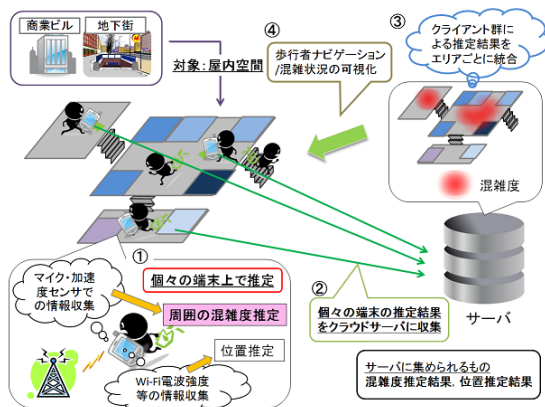 商業ビル
地下街
対象：屋内空間
④
歩行者ナビゲーション
/混雑状況の可視化
③
クライアント群に
よる推定結果を
エリアごとに統合
混雑度
サーバ
①
マイク・加速
度センサで
の情報収集
個々の端末上で推定
周囲の混雑度推定
位置推定
Wi-Fi電波強度
等の情報収集
②
個々の端末の推定結果
をクラウドサーバに収集
サーバに集められるもの
混雑度推定結果，位置推定結果